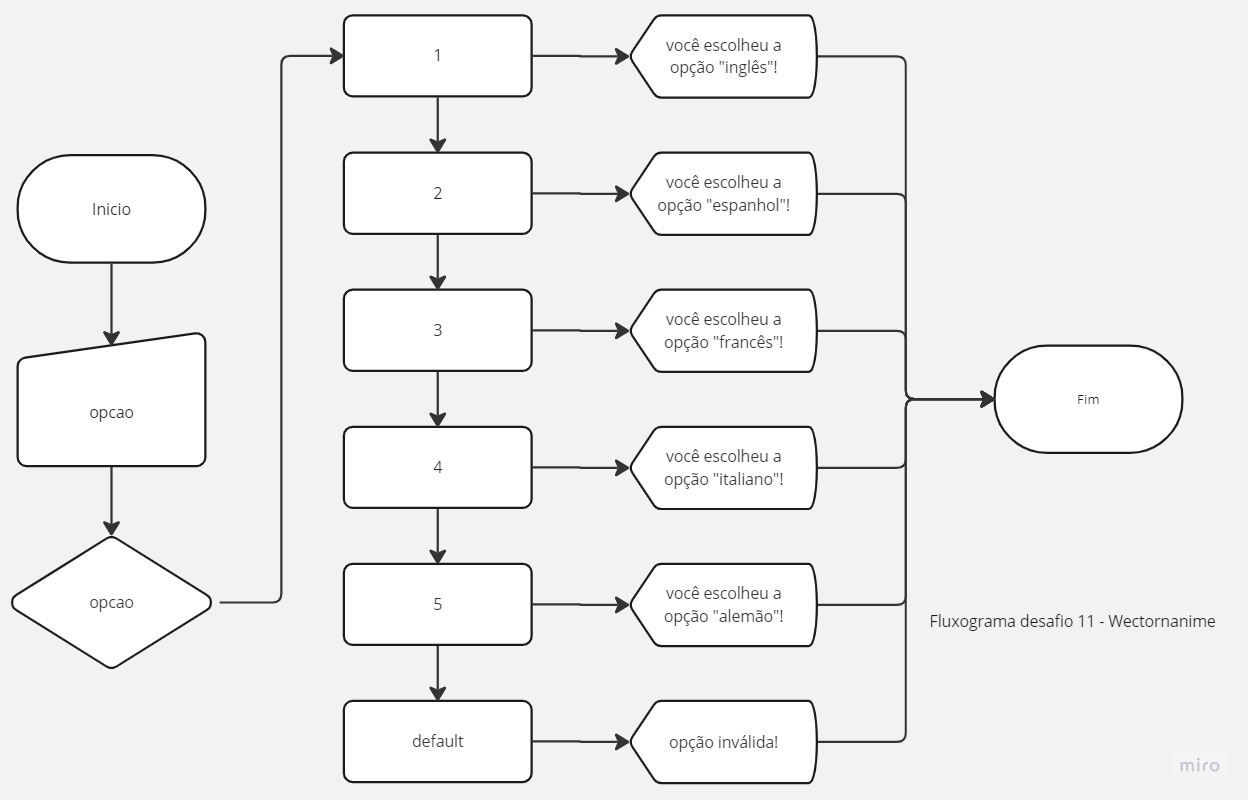 Inicio
opcao
opcao
1
você escolheu a
opção "inglês"!
2
você escolheu a
opção "espanhol"!
3
você escolheu a
opção "francês"!
4
você escolheu a
opção "italiano"!
5
você escolheu a
opção "alemão"!
default
opção inválida!
Fim
Fluxograma desafio 11 - Wectornanime
miro